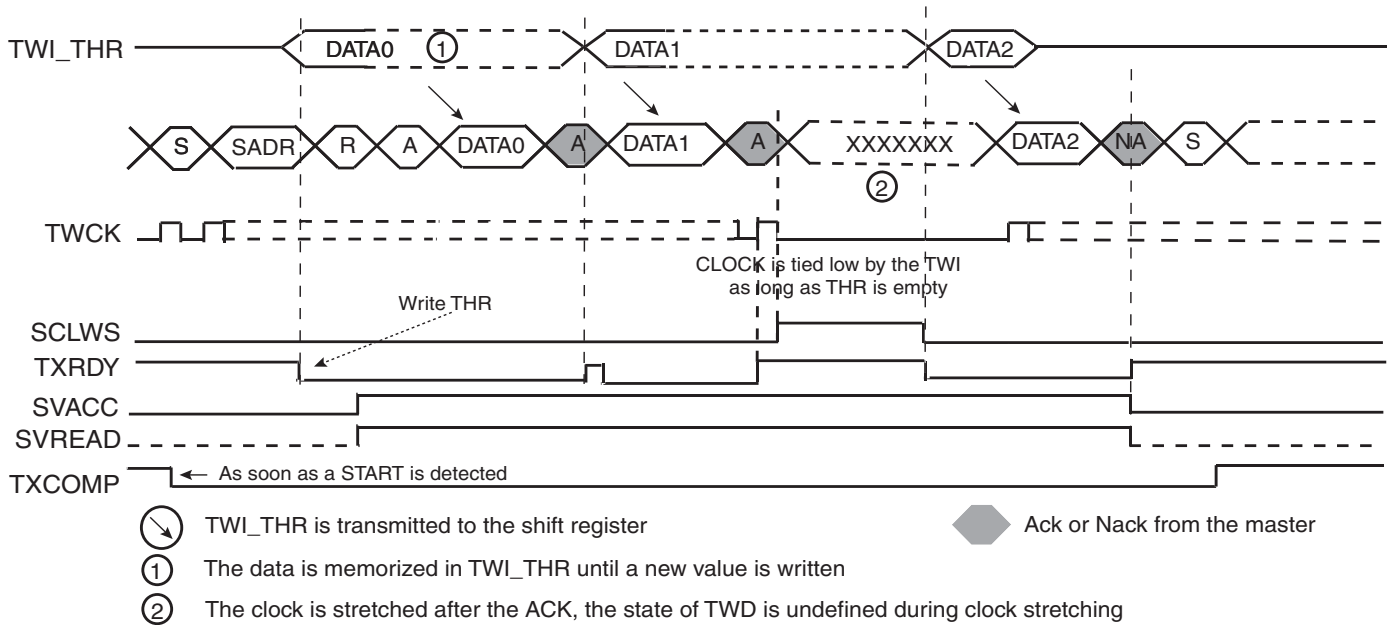 TWI_THR DATA0 1 DATA1 DATA2
S SADR R A DATA0 A DATA1 A XXXXXXX DATA2 NA S
2
TWCK
CLOCK is tied low by the TWI
as long as THR is empty
Write THR
SCLWS
TXRDY
SVACC
SVREAD
TXCOMP As soon as a START is detected
TWI_THR is transmitted to the shift register Ack or Nack from the master
1 The data is memorized in TWI_THR until a new value is written
2 The clock is stretched after the ACK, the state of TWD is undefined during clock stretching